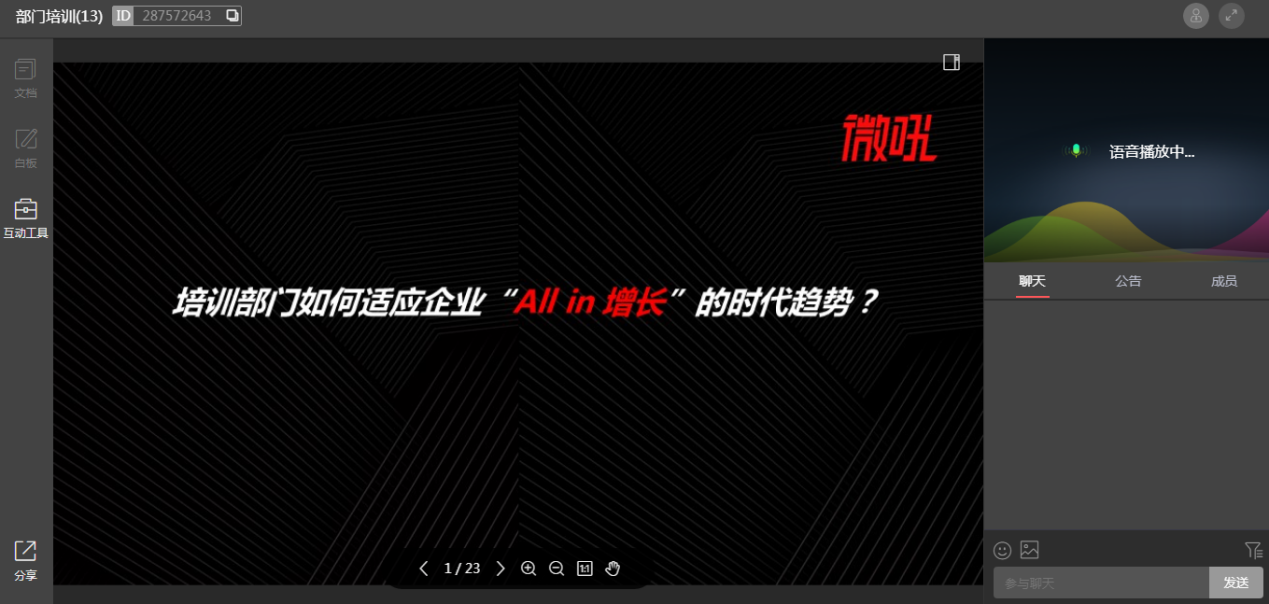 部门培训(13) ID 287572643
文档
白板
互动工具
分享
微吼
培训部门如何适应企业“All in 增长”的时代趋势？
1 / 23
1:1
语音播放中...
聊天 公告 成员
参与聊天 发送